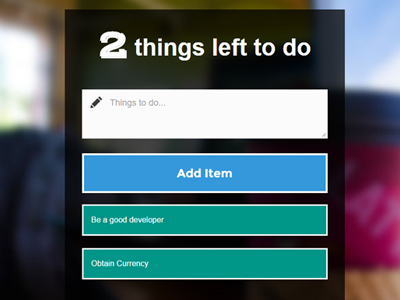 2 things left to do
Things to do...
Add Item
Be a good developer
Obtain Currency